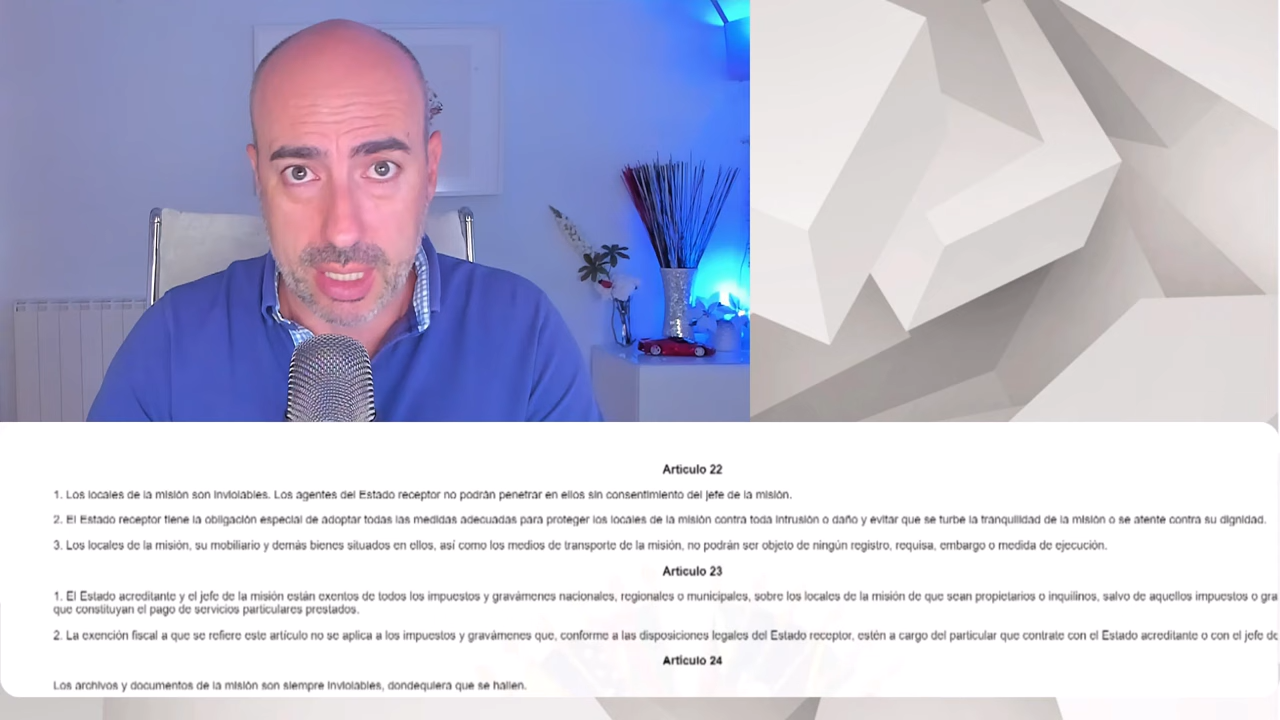 Artículo 22
1. Los locales de la misión son inviolables. Los agentes del Estado receptor no podrán penetrar en ellos sin consentimiento del jefe de la misión.
2. El Estado receptor tiene la obligación especial de adoptar todas las medidas adecuadas para proteger los locales de la misión contra toda intrusión o daño y evitar que se turbe la tranquilidad de la misión o se atente contra su dignidad.
3. Los locales de la misión, su mobiliario y demás bienes situados en ellos, así como los medios de transporte de la misión, no podrán ser objeto de ningún registro, requisa, embargo o medida de ejecución.
Artículo 23
1. El Estado acreditante y el jefe de la misión están exentos de todos los impuestos y gravámenes nacionales, regionales o municipales, sobre los locales de la misión de que sean propietarios o inquilinos, salvo de aquellos impuestos o gra
que constituyan el pago de servicios particulares prestados.
2. La exención fiscal a que se refiere este artículo no se aplica a los impuestos y gravámenes que, conforme a las disposiciones legales del Estado receptor, estén a cargo del particular que contrate con el Estado acreditante o con el jefe de
Artículo 24
Los archivos y documentos de la misión son siempre inviolables, dondequiera que se hallen.